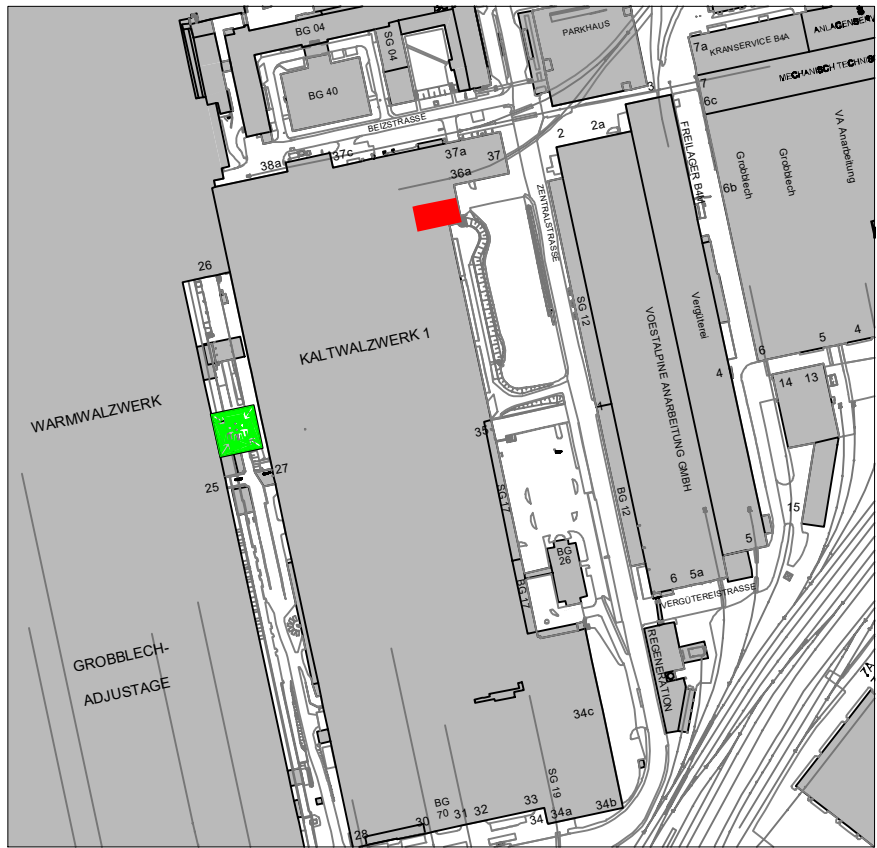 BG 04
SG 04
BG 40
PARKHAUS
7a
KRANSERVICE B4A
7
6c
BEIZSTRASSE
3
2
2a
38a
37c
37a
37
36a
FREILAGER B4M
6b
Grobblech
Grobblech
VA Anarbeitung
ZENTRALSTRASSE
26
SG 12
KALTWALZWERK 1
VOESTALPINE ANARBEITUNG GMBH
Vergüterei
6
5
4
4
14
13
WARMWALZWERK
35
25
27
SG 17
BG 12
15
BG
26
5
5a
6
BG 17
VERGÜTEREISTRASSE
REGENERATION
GROBBLECH-
ADJUSTAGE
34c
SG 19
28
30
BG
70
31
32
33
34
34a
34b